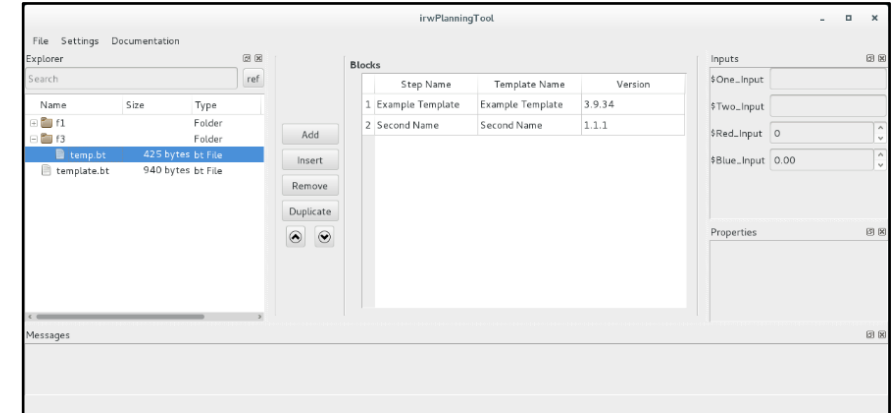 irwPlanningTool
File Settings Documentation
Explorer
Search ref
Name Size Type
f1 Folder
f3 Folder
temp.bt 425 bytes bt File
template.bt 940 bytes bt File
Add
Insert
Remove
Duplicate
Blocks
Step Name Template Name Version
1 Example Template Example Template 3.9.34
2 Second Name Second Name 1.1.1
Inputs
$One_Input
$Two_Input
$Red_Input 0
$Blue_Input 0.00
Properties
Messages